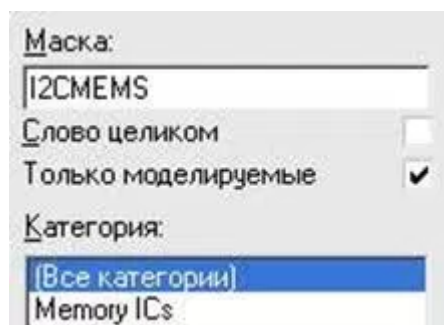 Маска:
I2CMEMS
Слово целиком
Только моделируемые
Категория:
(Все категории)
Memory ICs